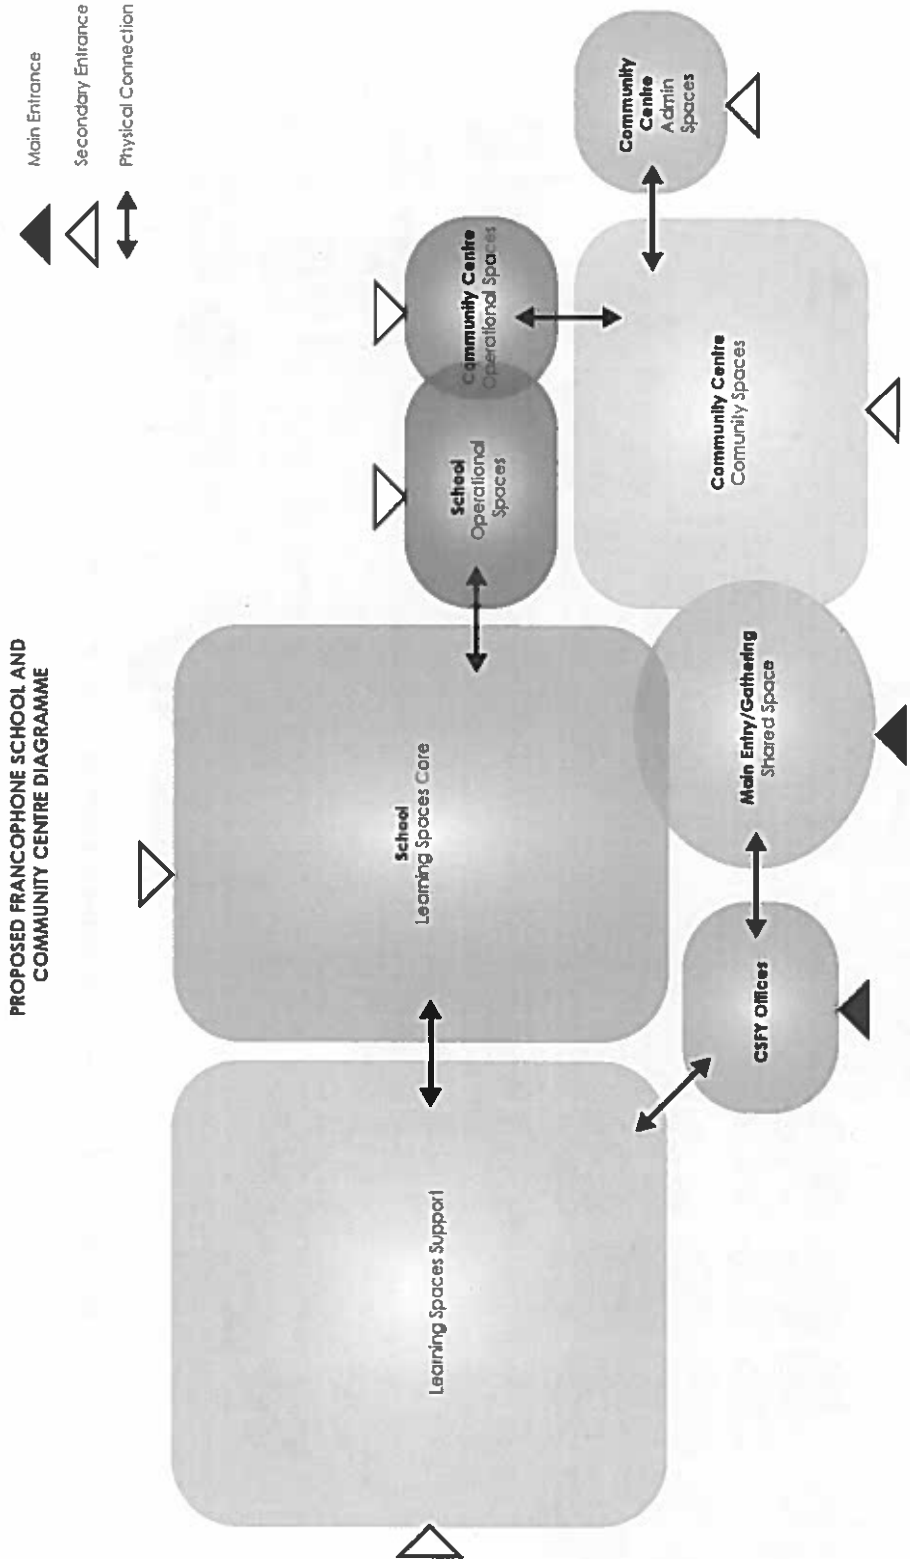 PROPOSED FRANCOPHONE SCHOOL AND
COMMUNITY CENTRE DIAGRAMME
Main Entrance
Secondary Entrance
Physical Connection
Learning Spaces Support
School
Learning Spaces Core
School
Operational
Spaces
Community Centre
Operational Spaces
CSFY Offices
Main Entry/Gathering
Shared Space
Community Centre
Comunity Spaces
Community
Centre
Admin
Spaces